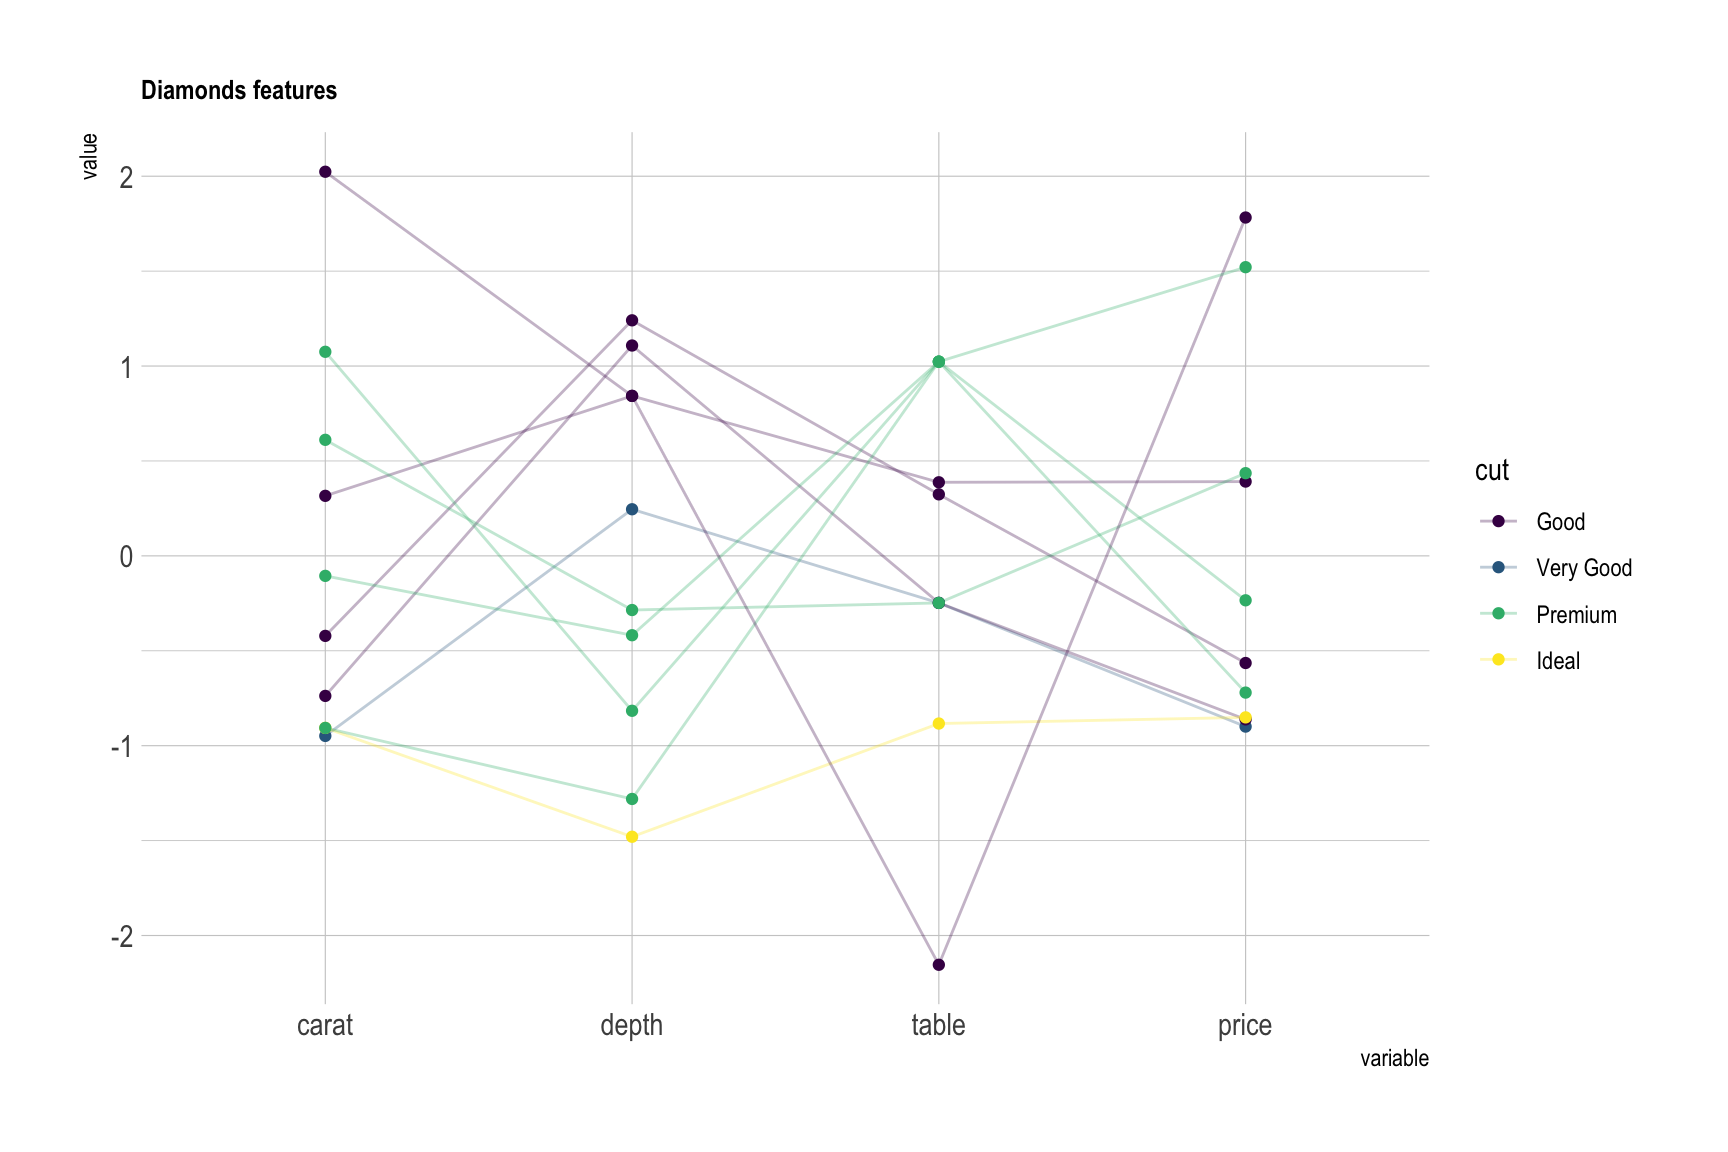 Diamonds features
value
2
1
0
-1
-2
carat depth table price
variable
cut
Good
Very Good
Premium
Ideal